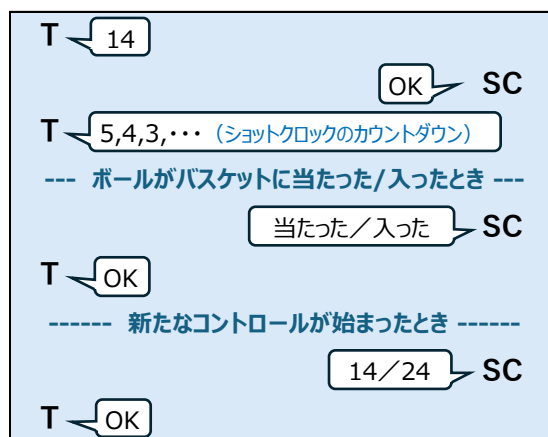 T 14
OK SC
T 5,4,3,・・・ （ショットクロックのカウントダウン）
--- ボールがバスケットに当たった/入ったとき ---
当たった／入った SC
T OK
------ 新たなコントロールが始まったとき ------
14／24 SC
T OK